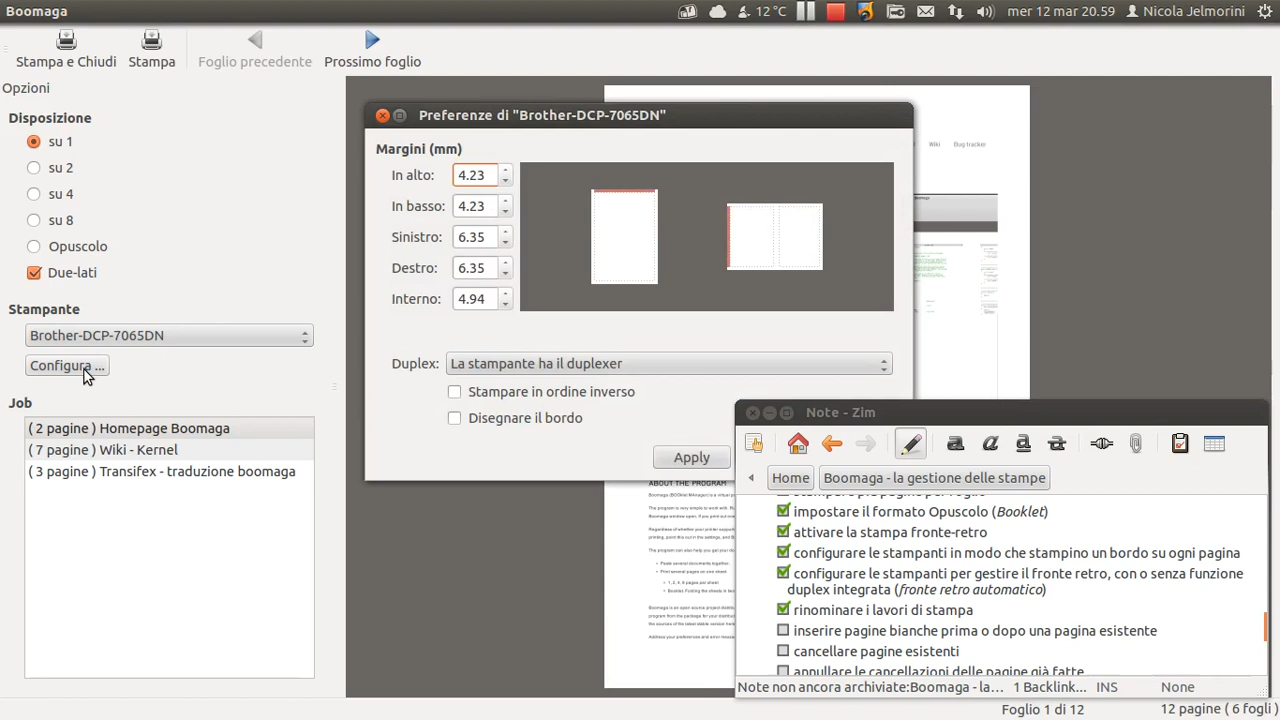 Boomaga
12 °C
mer 12 mar 20.59
Nicola Jelmorini
Stampa e Chiudi
Stampa
Foglio precedente
Prossimo foglio
Opzioni
Disposizione
su 1
su 2
su 4
su 8
Opuscolo
Due-lati
Stampante
Brother-DCP-7065DN
Configura ...
Job
( 2 pagine ) Homepage Boomaga
( 7 pagine ) Wiki - Kernel
( 3 pagine ) Transifex - traduzione boomaga
Preferenze di "Brother-DCP-7065DN"
Margini (mm)
In alto: 4.23
In basso: 4.23
Sinistro: 6.35
Destro: 6.35
Interno: 4.94
Duplex: La stampante ha il duplexer
Stampare in ordine inverso
Disegnare il bordo
Apply
Wiki Bug tracker
ABOUT THE PROGRAM
Note - Zim
Home
Boomaga - la gestione delle stampe
impostare il formato Opuscolo (Booklet)
attivare la stampa fronte-retro
configurare le stampanti in modo che stampino un bordo su ogni pagina
configurare le stampanti per gestire il fronte retro, con o senza funzione
duplex integrata (fronte retro automatico)
rinominare i lavori di stampa
inserire pagine bianche prima o dopo una pagina esistente
cancellare pagine esistenti
annullare le cancellazioni delle pagine già fatte
Note non ancora archiviate:Boomaga - la...
1 Backlink...
INS
None
Foglio 1 di 12
12 pagine ( 6 fogli )